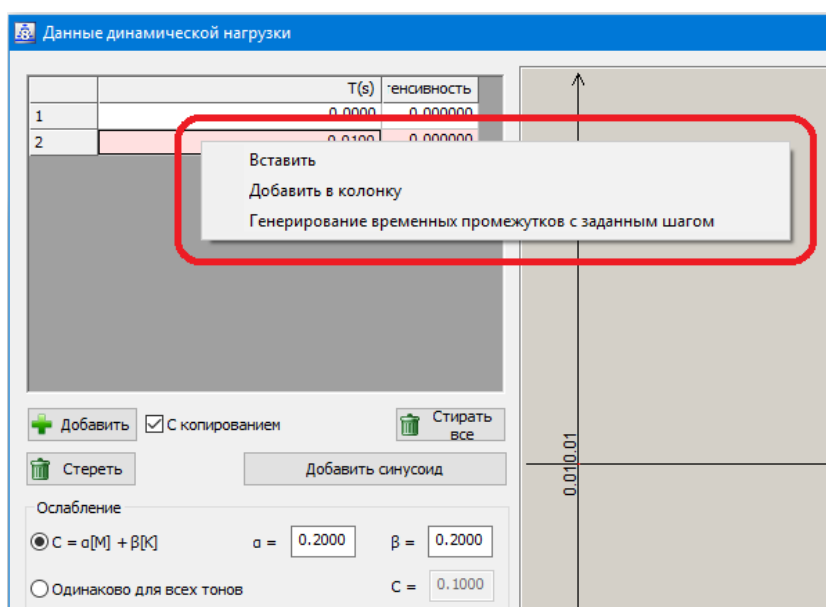 Данные динамической нагрузки
T(s) тенсивность
1 0.0000 0.000000
2 0.0100 0.000000
Вставить
Добавить в колонку
Генерирование временных промежутков с заданным шагом
Добавить С копированием Стирать
все
Стереть Добавить синусоид
0.01 0.01
Ослабление
C = α[M] + β[K] α = 0.2000 β = 0.2000
Одинаково для всех тонов C = 0.1000